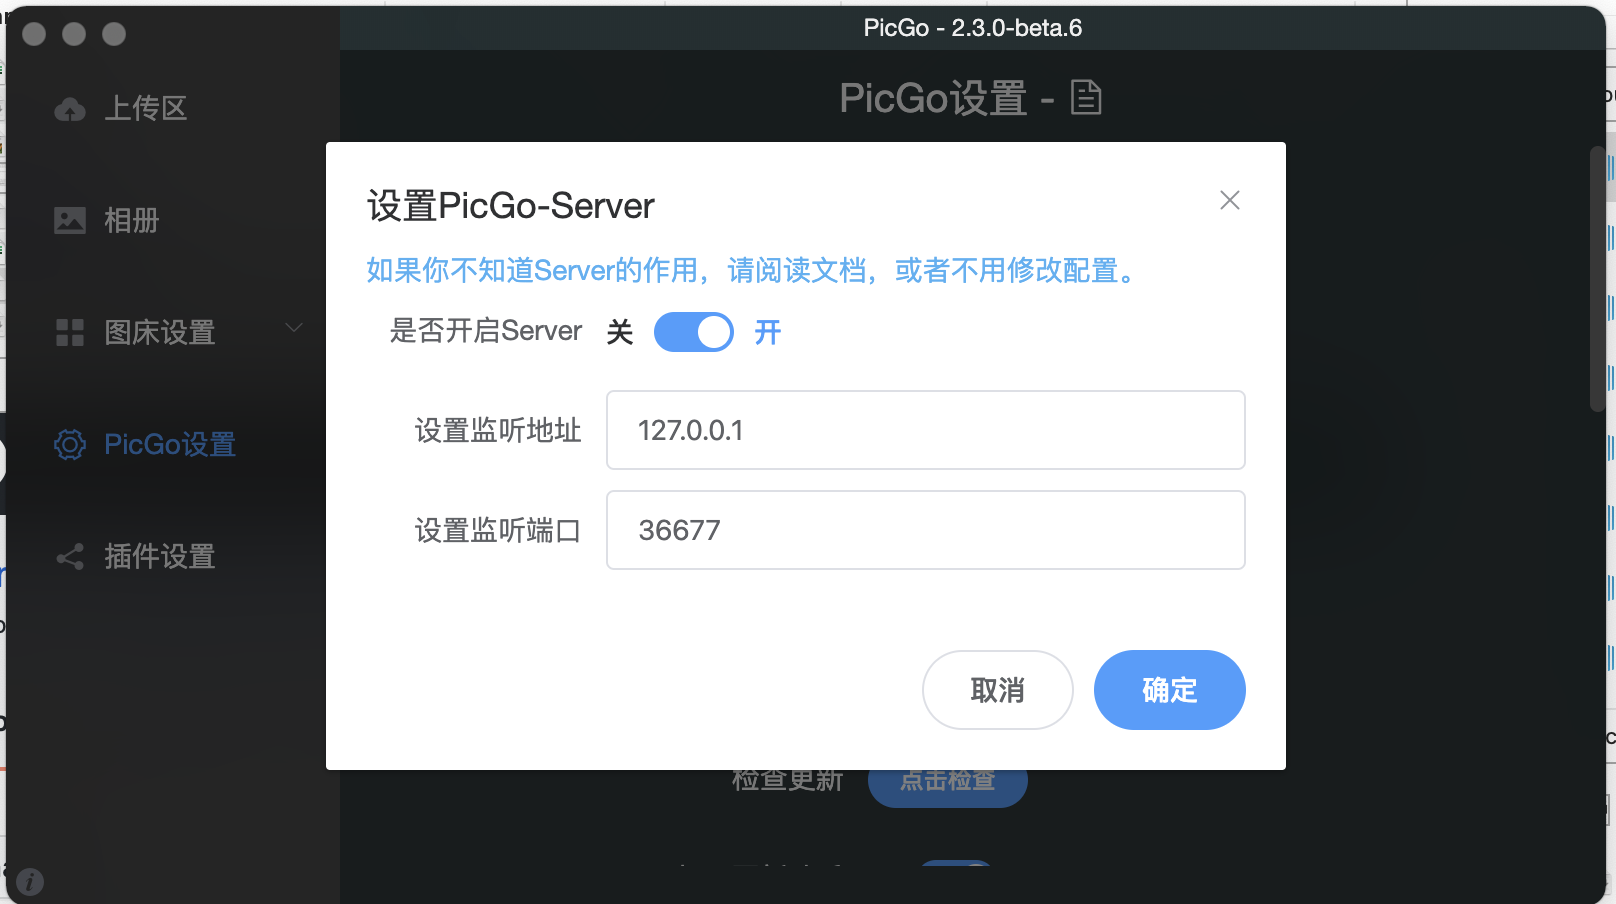 PicGo - 2.3.0-beta.6
上传区
相册
图床设置
PicGo设置
插件设置
PicGo设置 -
设置PicGo-Server
如果你不知道Server的作用，请阅读文档，或者不用修改配置。
是否开启Server 关 开
设置监听地址 127.0.0.1
设置监听端口 36677
取消 确定
检查更新 点击检查